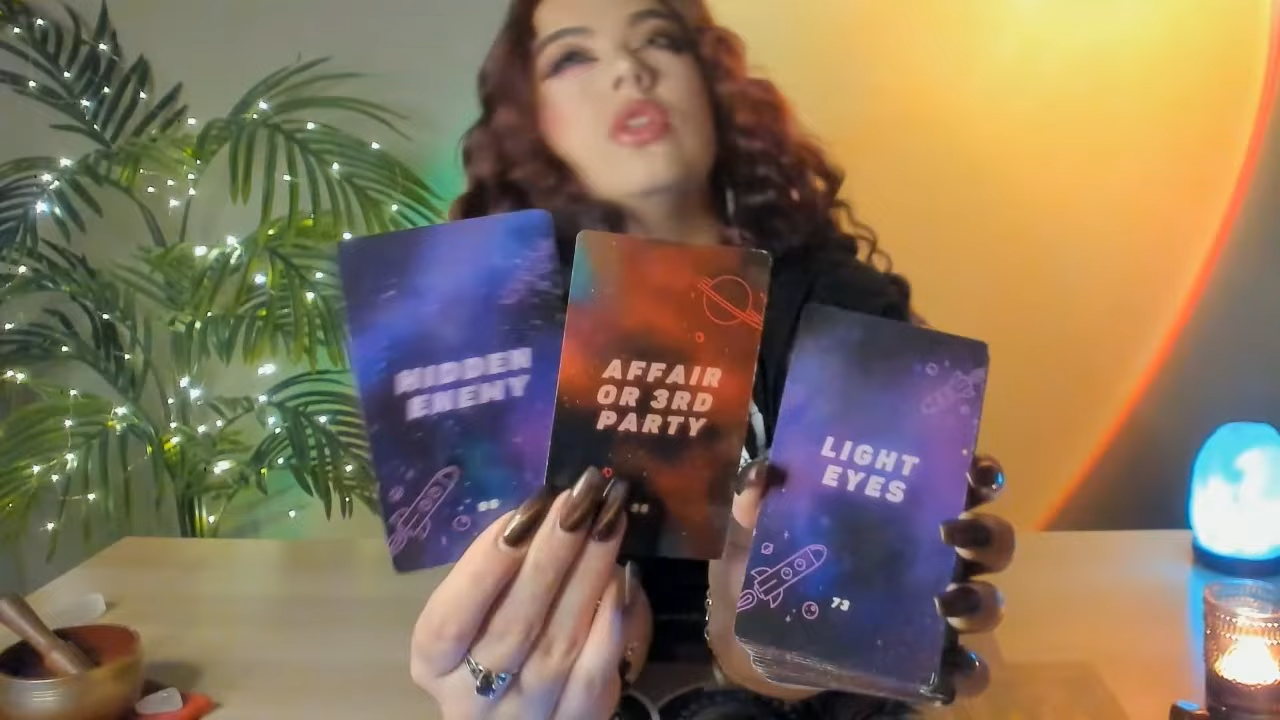 HIDDEN
ENEMY
AFFAIR
OR 3RD
PARTY
LIGHT
EYES
73